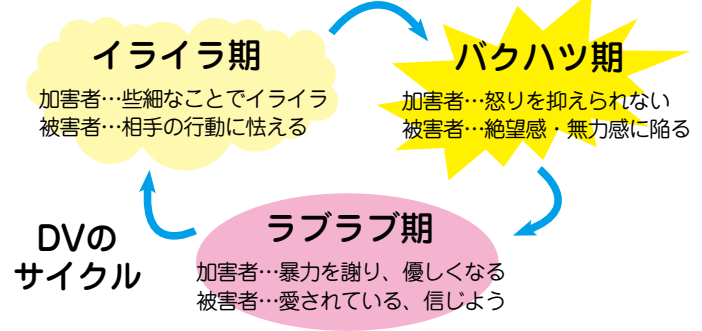 イライラ期
加害者…些細なことでイライラ
被害者…相手の行動に怯える
バクハツ期
加害者…怒りを抑えられない
被害者…絶望感・無力感に陥る
ラブラブ期
加害者…暴力を謝り、優しくなる
被害者…愛されている、信じよう
DVの
サイクル